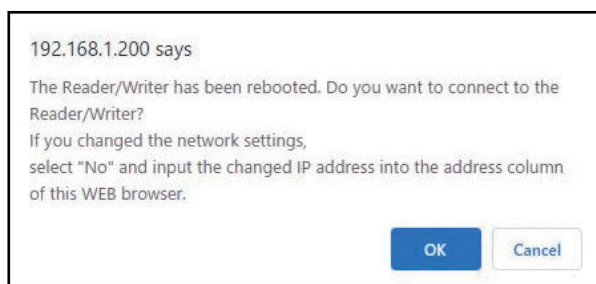 192.168.1.200 says
The Reader/Writer has been rebooted. Do you want to connect to the
Reader/Writer?
If you changed the network settings,
select "No" and input the changed IP address into the address column
of this WEB browser.
OK
Cancel